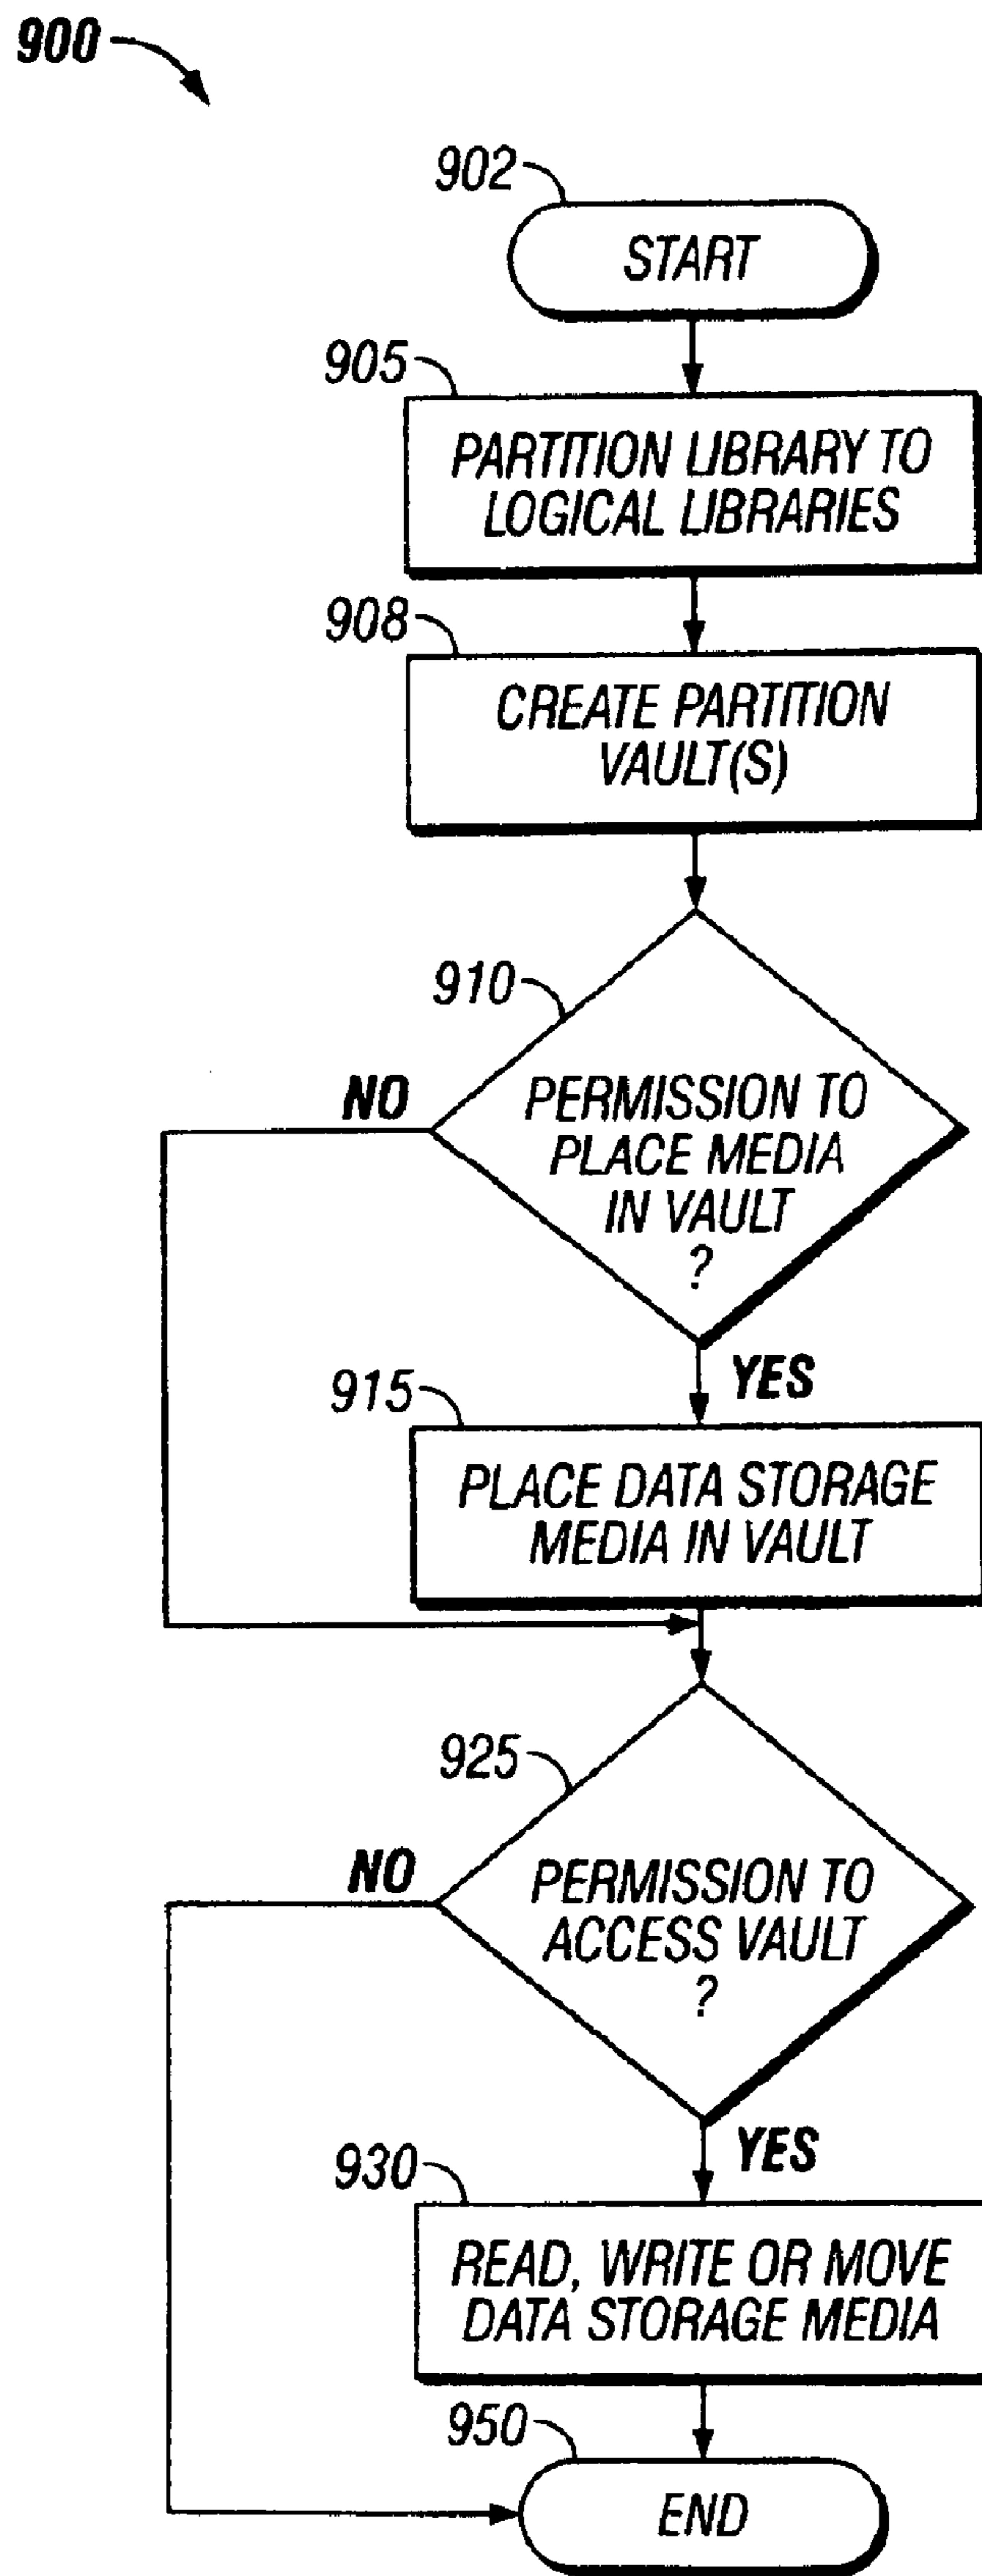 900
902
START
905
PARTITION LIBRARY TO
LOGICAL LIBRARIES
908
CREATE PARTITION
VAULT(S)
910
NO
PERMISSION TO
PLACE MEDIA
IN VAULT
?
YES
915
PLACE DATA STORAGE
MEDIA IN VAULT
925
NO
PERMISSION TO
ACCESS VAULT
?
YES
930
READ, WRITE OR MOVE
DATA STORAGE MEDIA
950
END